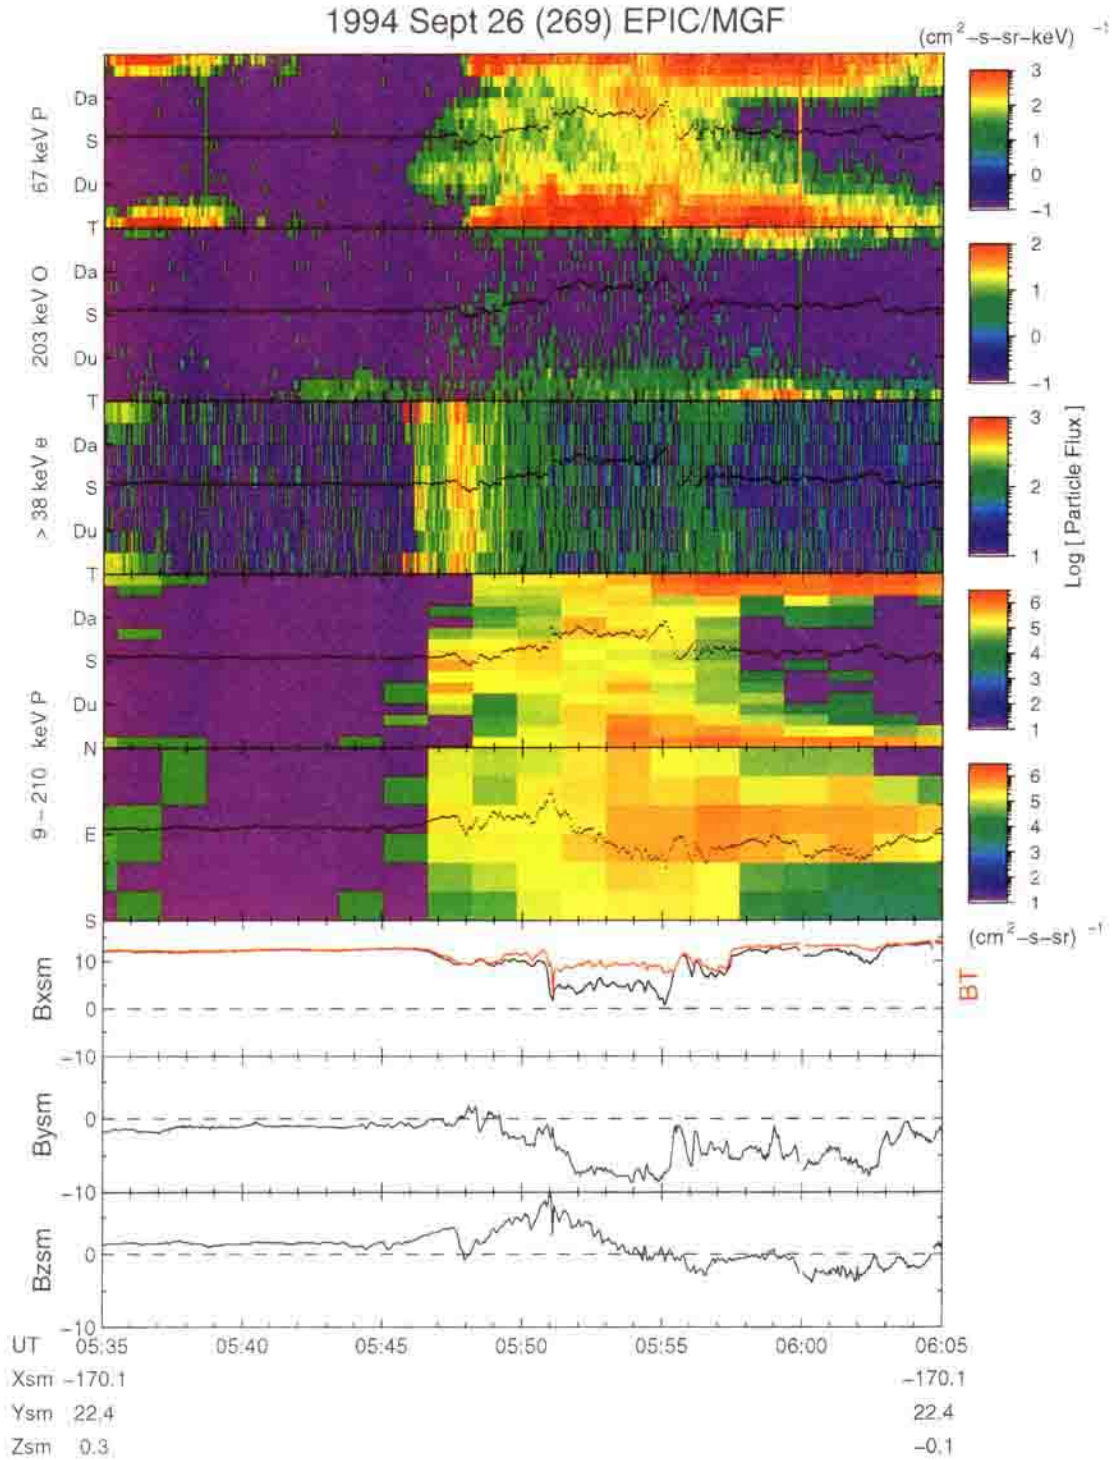 1994 Sept 26 (269) EPIC/MGF
(cm2-s-sr-keV) -1
67 keV P
Da
S
Du
T
3
2
1
0
-1
203 keV O
Da
S
Du
T
2
1
0
-1
> 38 keV e
Da
S
Du
T
3
2
1
Log [ Particle Flux. ]
9 - 210 keV P
Da
S
Du
N
6
5
4
3
2
1
E
S
6
5
4
3
2
1
(cm2-s-sr) -1
Bxsm
10
0
-10
BT
Bysm
0
-10
Bzsm
0
-10
UT 05:35 05:40 05:45 05:50 05:55 06:00 06:05
Xsm -170.1 -170.1
Ysm 22.4 22.4
Zsm 0.3 -0.1